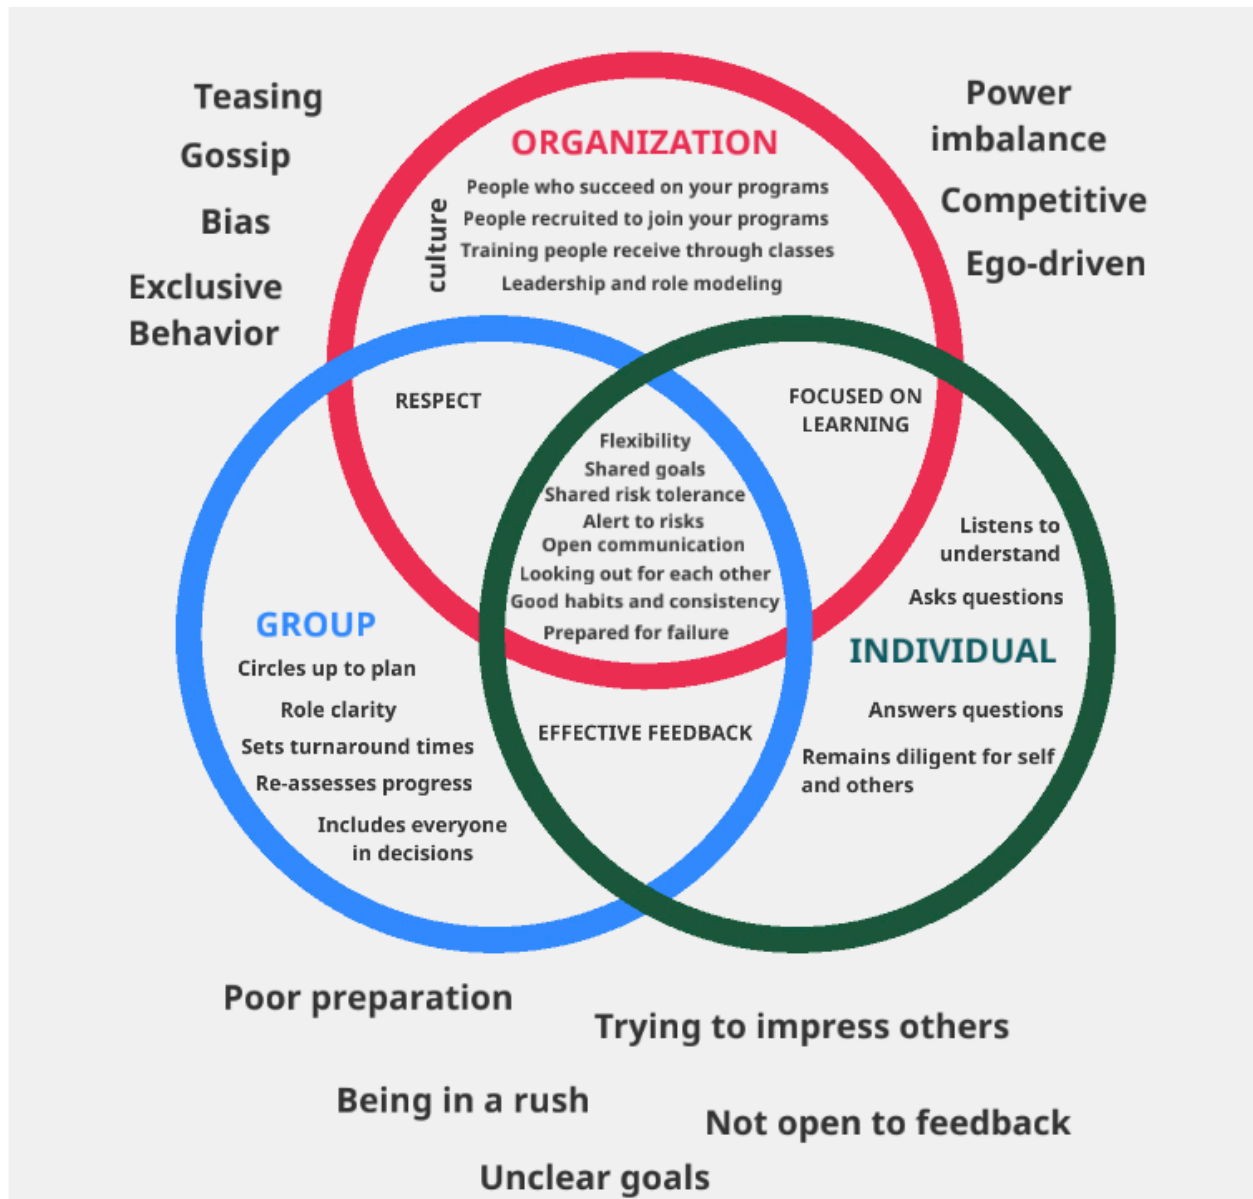 Teasing
Gossip
Bias
Exclusive
Behavior
Power
imbalance
Competitive
Ego-driven
ORGANIZATION
culture
People who succeed on your programs
People recruited to join your programs
Training people receive through classes
Leadership and role modeling
RESPECT
FOCUSED ON
LEARNING
Flexibility
Shared goals
Shared risk tolerance
Alert to risks
Open communication
Looking out for each other
Good habits and consistency
Prepared for failure
GROUP
Circles up to plan
Role clarity
Sets turnaround times
Re-assesses progress
Includes everyone
in decisions
Listens to
understand
Asks questions
INDIVIDUAL
Answers questions
Remains diligent for self
and others
EFFECTIVE FEEDBACK
Poor preparation
Trying to impress others
Being in a rush
Not open to feedback
Unclear goals